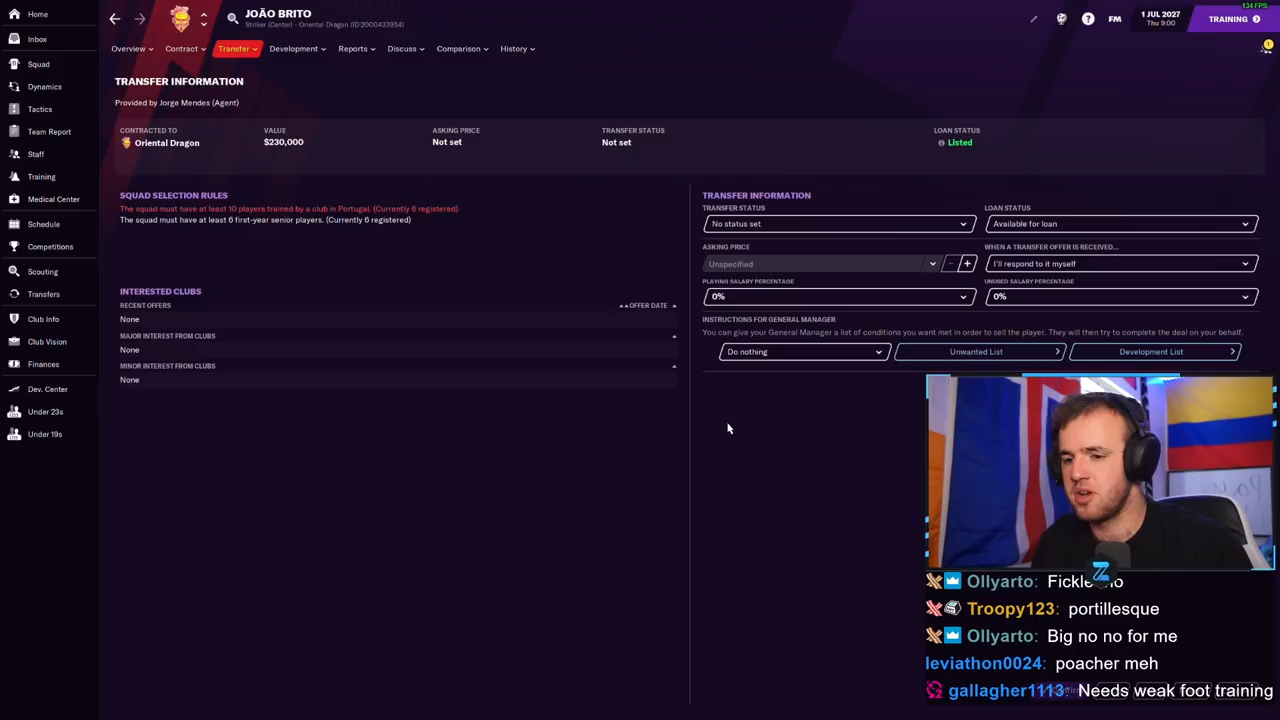 134 FPS
Home
JOÃO BRITO
Striker (Center) - Oriental Dragon (ID:2000433954)
FM
1 JUL 2027
Thu 9:00
TRAINING
Inbox
Overview
Contract
Transfer
Development
Reports
Discuss
Comparison
History
1
Squad
Dynamics
Tactics
Team Report
Staff
Training
Medical Center
Schedule
Competitions
Scouting
Transfers
Club Info
Club Vision
Finances
Dev. Center
Under 23s
Under 19s
TRANSFER INFORMATION
Provided by Jorge Mendes (Agent)
CONTRACTED TO
VALUE
ASKING PRICE
TRANSFER STATUS
LOAN STATUS
Oriental Dragon
$230,000
Not set
Not set
Listed
SQUAD SELECTION RULES
The squad must have at least 10 players trained by a club in Portugal. (Currently 6 registered)
The squad must have at least 6 first-year senior players. (Currently 6 registered)
INTERESTED CLUBS
RECENT OFFERS
OFFER DATE
None
MAJOR INTEREST FROM CLUBS
None
MINOR INTEREST FROM CLUBS
None
TRANSFER INFORMATION
TRANSFER STATUS
LOAN STATUS
No status set
Available for loan
ASKING PRICE
WHEN A TRANSFER OFFER IS RECEIVED...
Unspecified
I'll respond to it myself
PLAYING SALARY PERCENTAGE
UNUSED SALARY PERCENTAGE
0%
0%
INSTRUCTIONS FOR GENERAL MANAGER
You can give your General Manager a list of conditions you want met in order to sell the player. They will then try to complete the deal on your behalf.
Do nothing
Unwanted List
Development List
Z
Ollyarto: Fickle
Troopy123: portillesque
Ollyarto: Big no no for me
leviathon0024: poacher meh
gallagher1113: Needs weak foot training